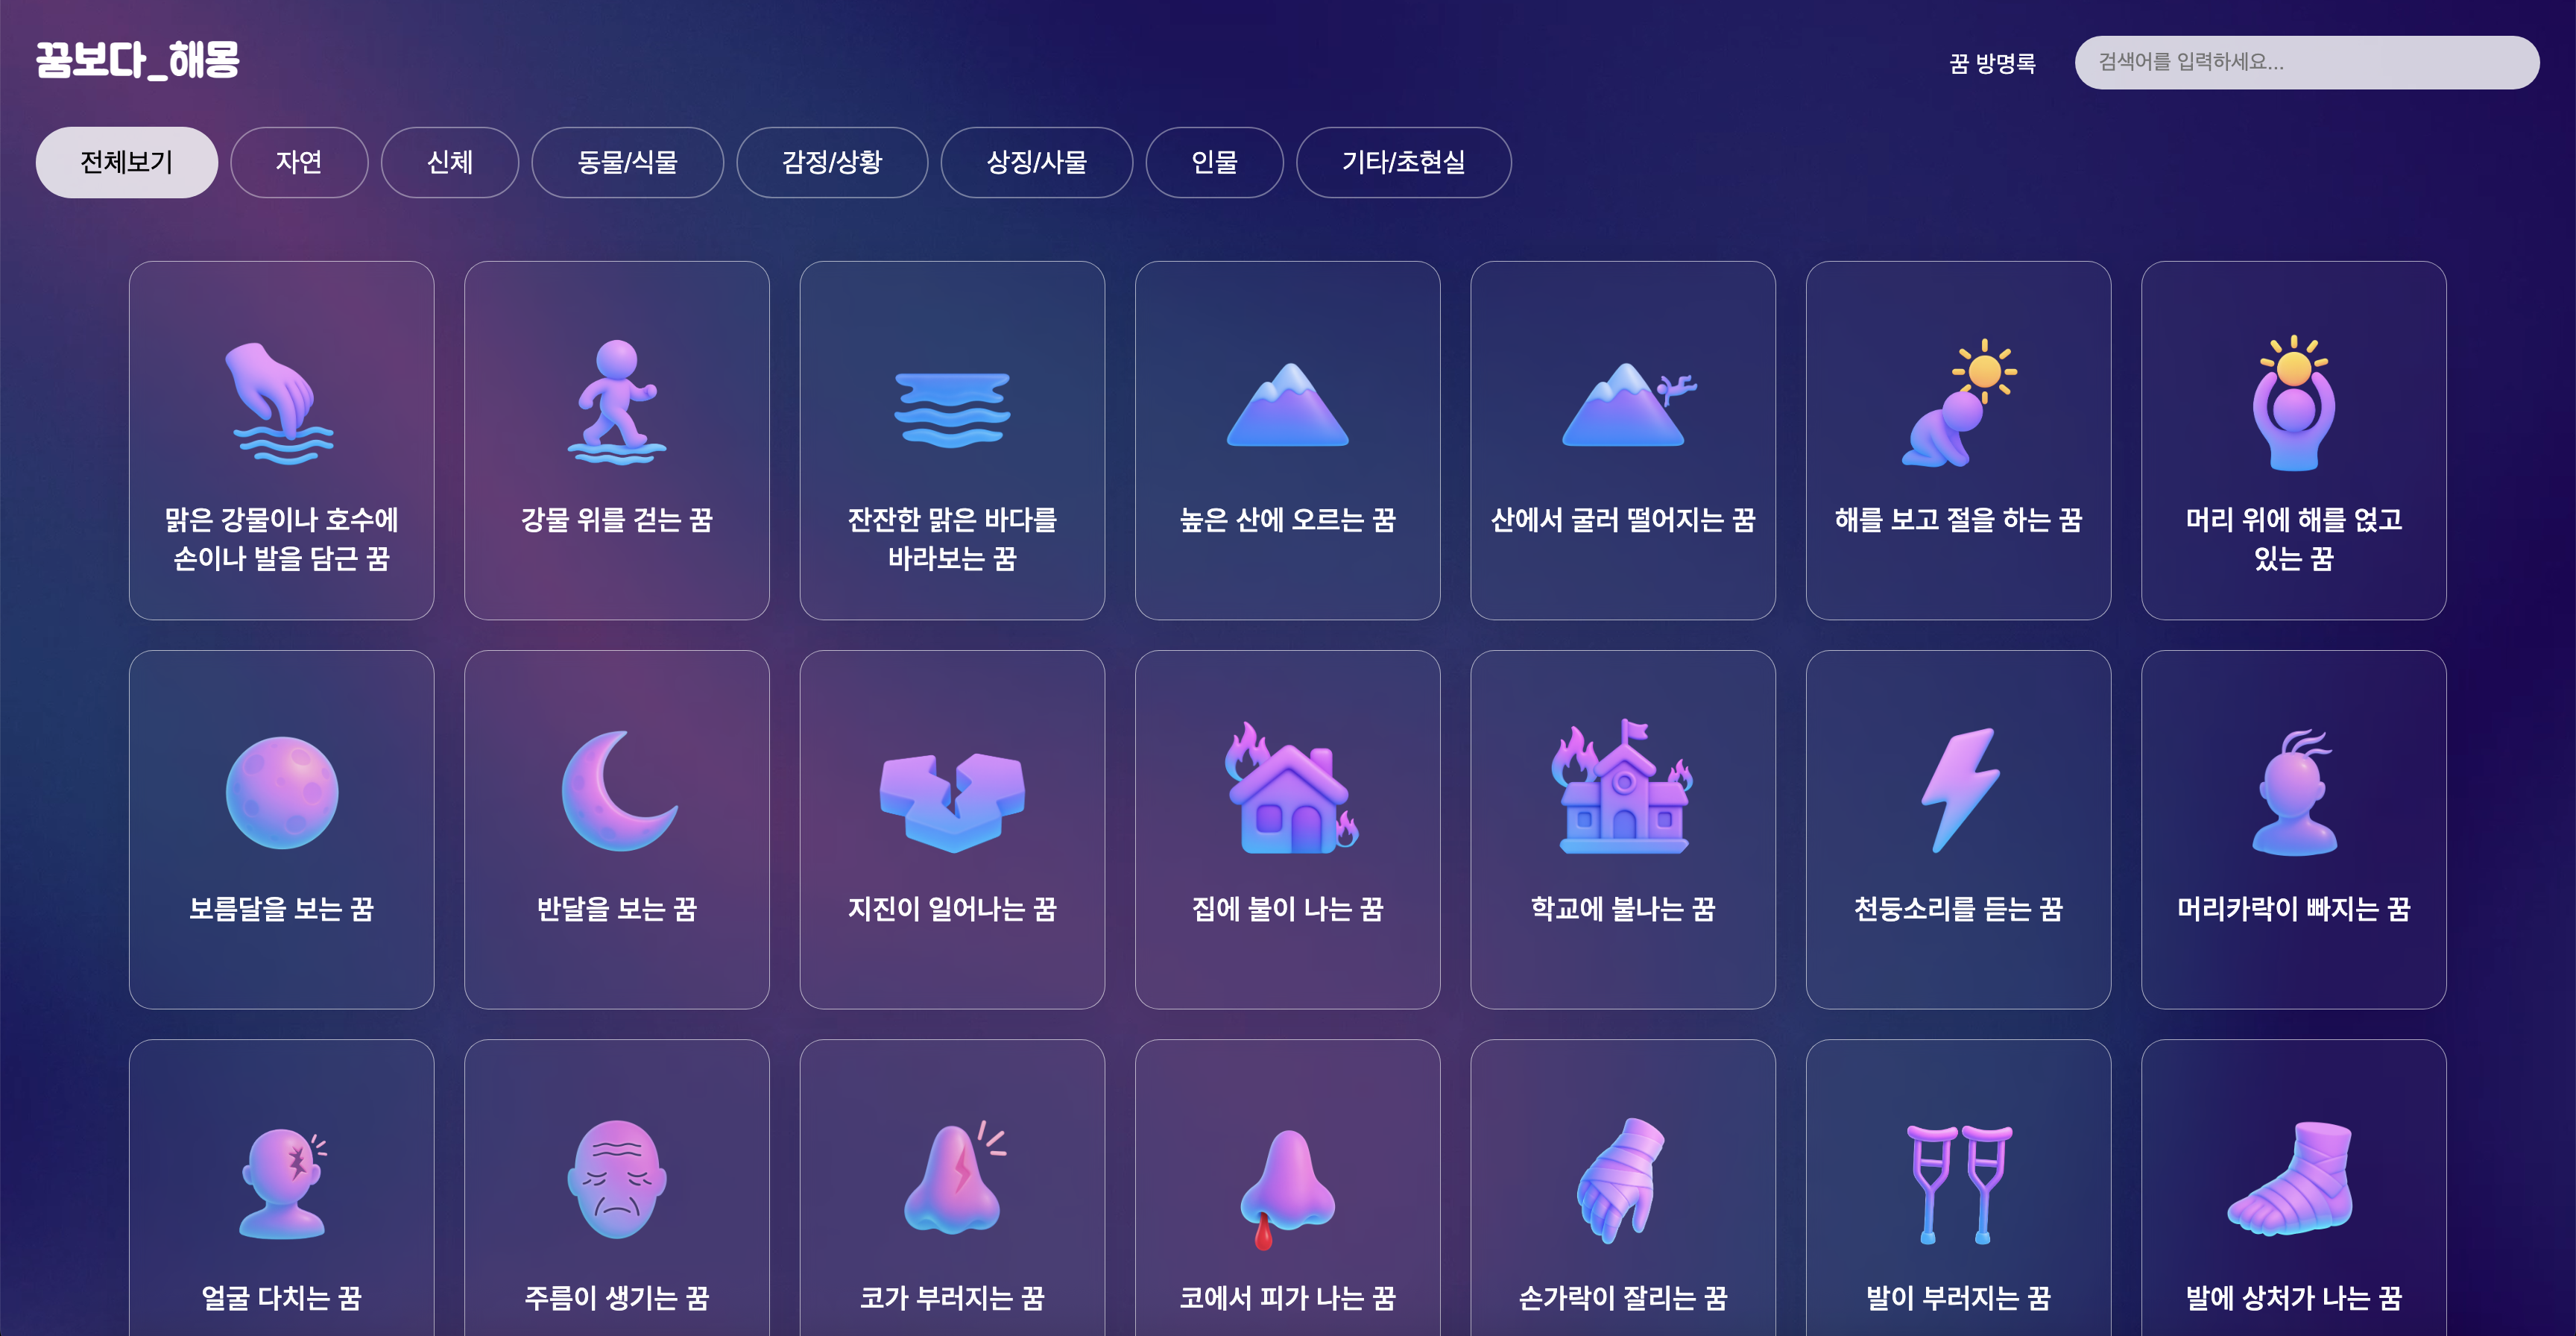 꿈보다_해몽
꿈 방명록
검색어를 입력하세요...
전체보기
자연
신체
동물/식물
감정/상황
상징/사물
인물
기타/초현실
맑은 강물이나 호수에
손이나 발을 담근 꿈
강물 위를 걷는 꿈
잔잔한 맑은 바다를
바라보는 꿈
높은 산에 오르는 꿈
산에서 굴러 떨어지는 꿈
해를 보고 절을 하는 꿈
머리 위에 해를 얹고
있는 꿈
보름달을 보는 꿈
반달을 보는 꿈
지진이 일어나는 꿈
집에 불이 나는 꿈
학교에 불나는 꿈
천둥소리를 듣는 꿈
머리카락이 빠지는 꿈
얼굴 다치는 꿈
주름이 생기는 꿈
코가 부러지는 꿈
코에서 피가 나는 꿈
손가락이 잘리는 꿈
발이 부러지는 꿈
발에 상처가 나는 꿈